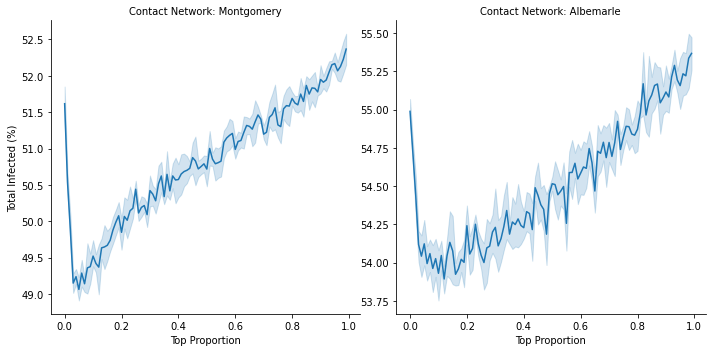 Contact Network: Montgomery
Total Infected (%)
52.5
52.0
51.5
51.0
50.5
50.0
49.5
49.0
0.0 0.2 0.4 0.6 0.8 1.0
Top Proportion
Contact Network: Albemarle
55.50
55.25
55.00
54.75
54.50
54.25
54.00
53.75
0.0 0.2 0.4 0.6 0.8 1.0
Top Proportion